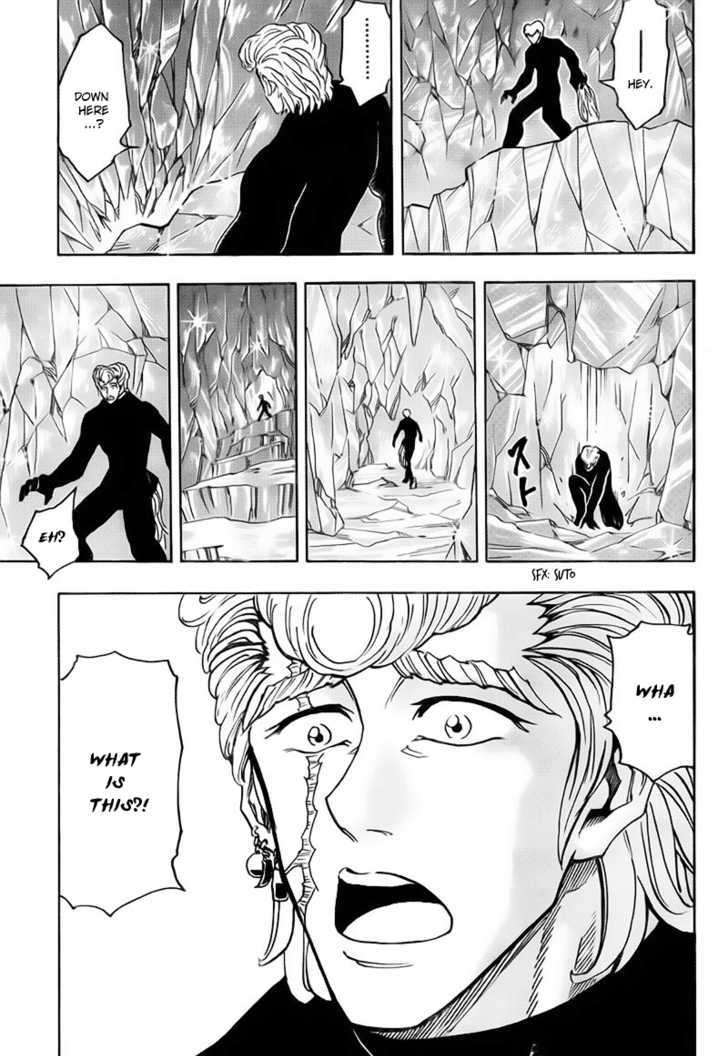 — HEY.
.........
DOWN
HERE
...?
スト
SFX: SUTO
EH?
WHA
...
WHAT
IS
THIS?!